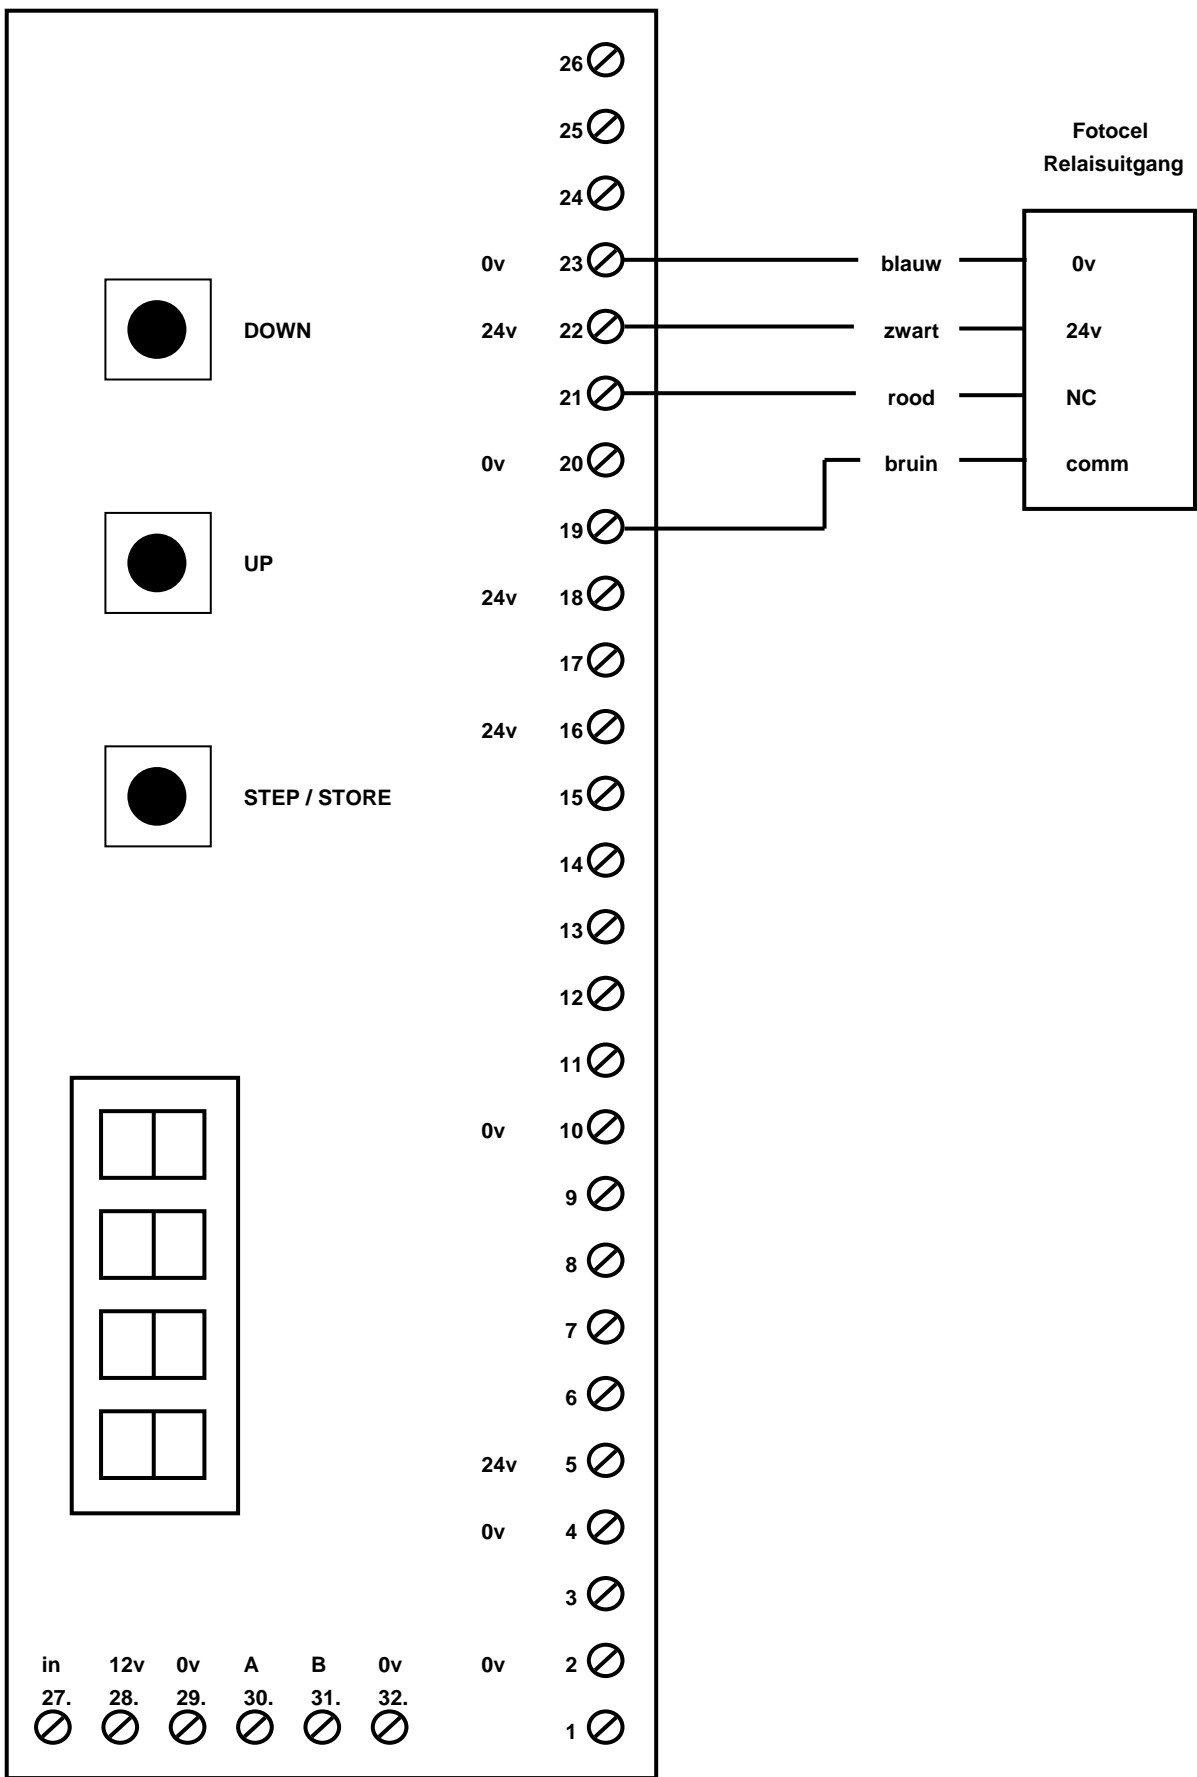 26
25
Fotocel
Relaisuitgang
24
0v 23 blauw 0v
DOWN 24v 22 zwart 24v
21 rood NC
0v 20 bruin comm
19
UP
24v 18
17
24v 16
STEP / STORE 15
14
13
12
11
0v 10
9
8
7
6
24v 5
0v 4
3
in 12v 0v A B 0v 0v 2
27. 28. 29. 30. 31. 32.
1